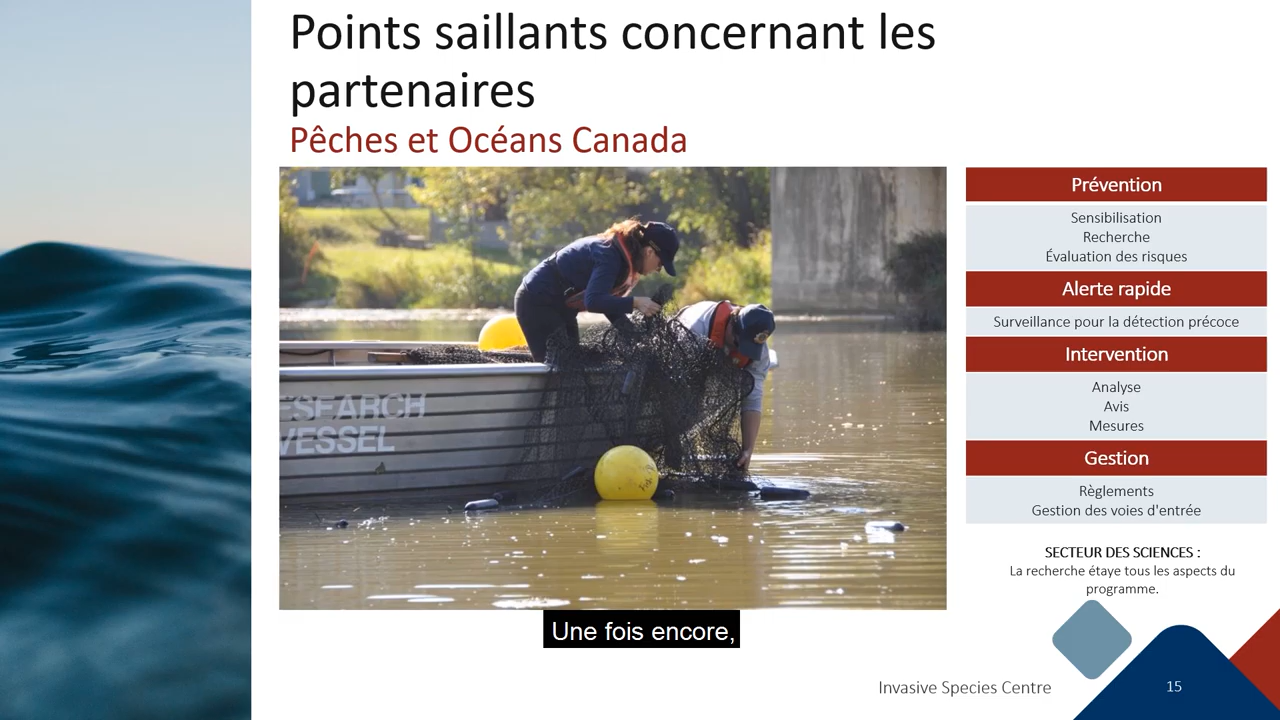 Points saillants concernant les
partenaires
Pêches et Océans Canada
ESEARCH
VESSEL
Prévention
Sensibilisation
Recherche
Évaluation des risques
Alerte rapide
Surveillance pour la détection précoce
Intervention
Analyse
Avis
Mesures
Gestion
Règlements
Gestion des voies d'entrée
SECTEUR DES SCIENCES :
La recherche étaye tous les aspects du
programme.
Une fois encore,
Invasive Species Centre
15